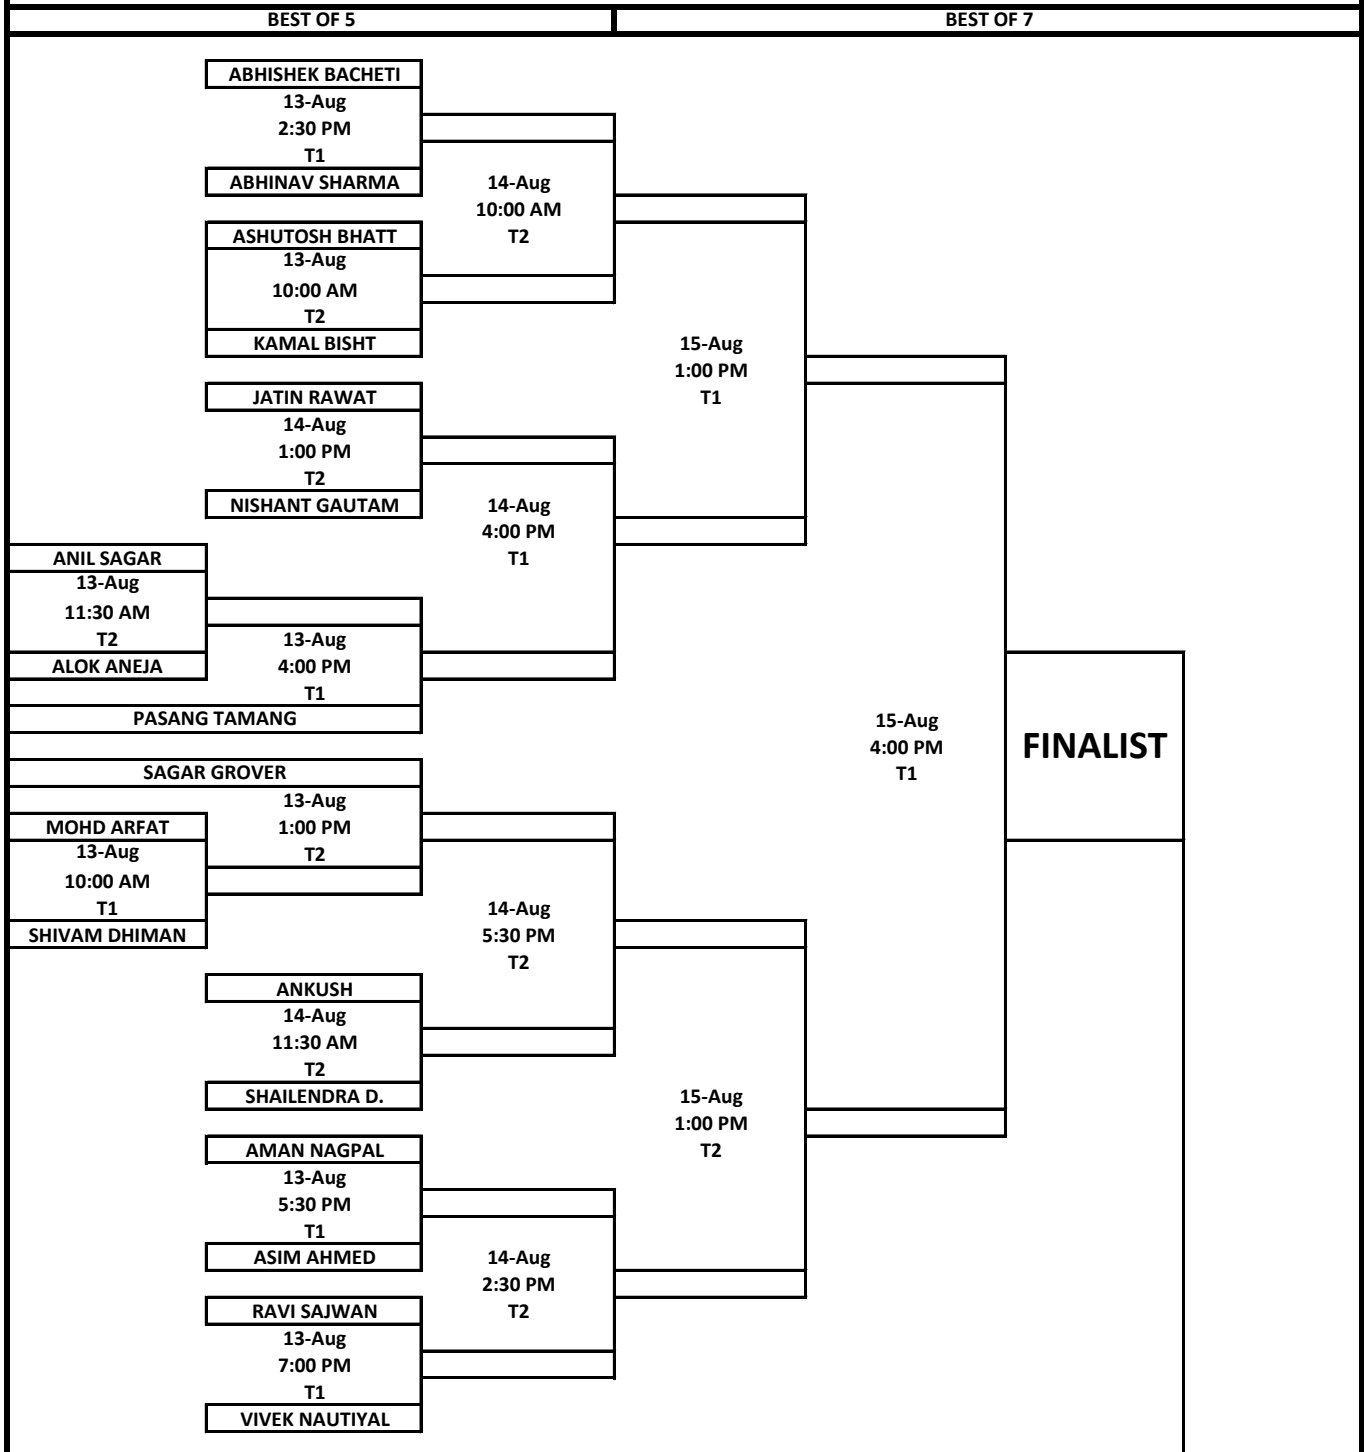 BEST OF 5
BEST OF 7
ABHISHEK BACHETI
13-Aug
2:30 PM
T1
ABHINAV SHARMA
14-Aug
10:00 AM
T2
ASHUTOSH BHATT
13-Aug
10:00 AM
T2
KAMAL BISHT
15-Aug
1:00 PM
T1
JATIN RAWAT
14-Aug
1:00 PM
T2
NISHANT GAUTAM
14-Aug
4:00 PM
T1
ANIL SAGAR
13-Aug
11:30 AM
T2
ALOK ANEJA
13-Aug
4:00 PM
T1
PASANG TAMANG
15-Aug
4:00 PM
T1
FINALIST
SAGAR GROVER
13-Aug
1:00 PM
T2
MOHD ARFAT
13-Aug
10:00 AM
T1
SHIVAM DHIMAN
14-Aug
5:30 PM
T2
ANKUSH
14-Aug
11:30 AM
T2
SHAILENDRA D.
15-Aug
1:00 PM
T2
AMAN NAGPAL
13-Aug
5:30 PM
T1
ASIM AHMED
14-Aug
2:30 PM
T2
RAVI SAJWAN
13-Aug
7:00 PM
T1
VIVEK NAUTIYAL